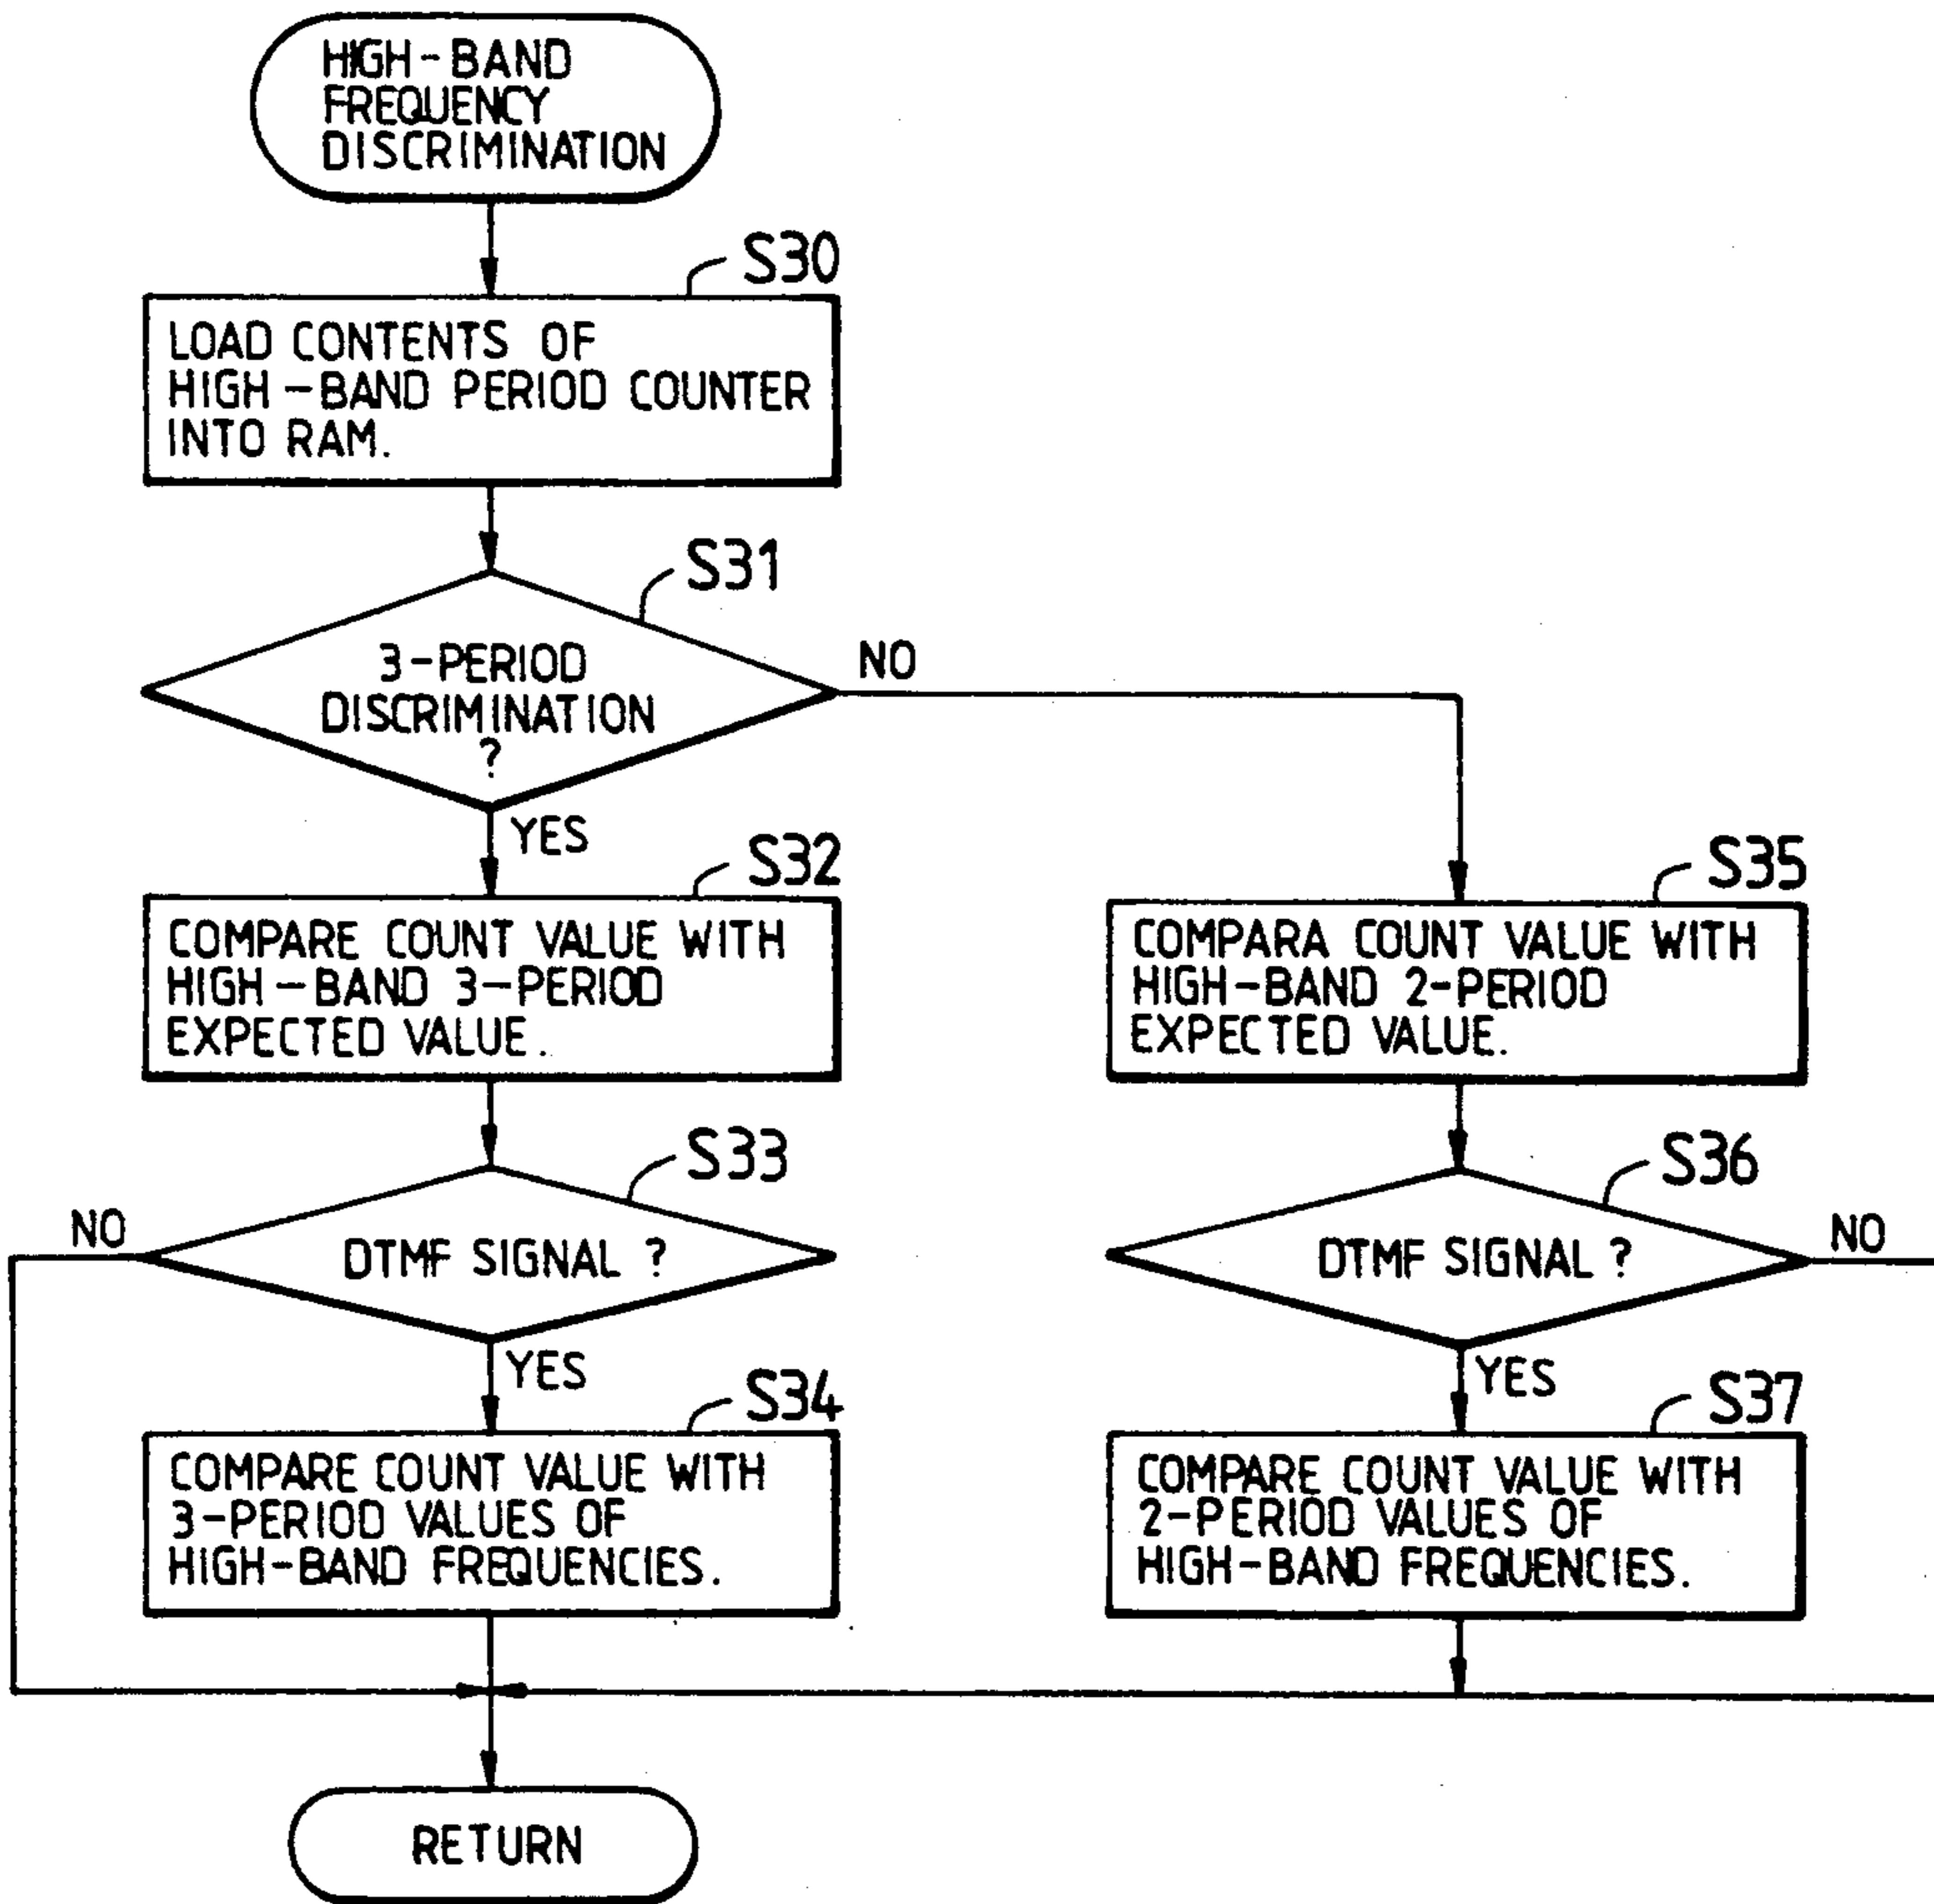 HIGH-BAND
FREQUENCY
DISCRIMINATION
S30
LOAD CONTENTS OF
HIGH-BAND PERIOD COUNTER
INTO RAM.
S31
3-PERIOD
DISCRIMINATION
?
NO
YES
S32
COMPARE COUNT VALUE WITH
HIGH-BAND 3-PERIOD
EXPECTED VALUE.
S35
COMPARA COUNT VALUE WITH
HIGH-BAND 2-PERIOD
EXPECTED VALUE.
S33
NO
DTMF SIGNAL ?
YES
S36
DTMF SIGNAL ?
NO
YES
S34
COMPARE COUNT VALUE WITH
3-PERIOD VALUES OF
HIGH-BAND FREQUENCIES.
S37
COMPARE COUNT VALUE WITH
2-PERIOD VALUES OF
HIGH-BAND FREQUENCIES.
RETURN